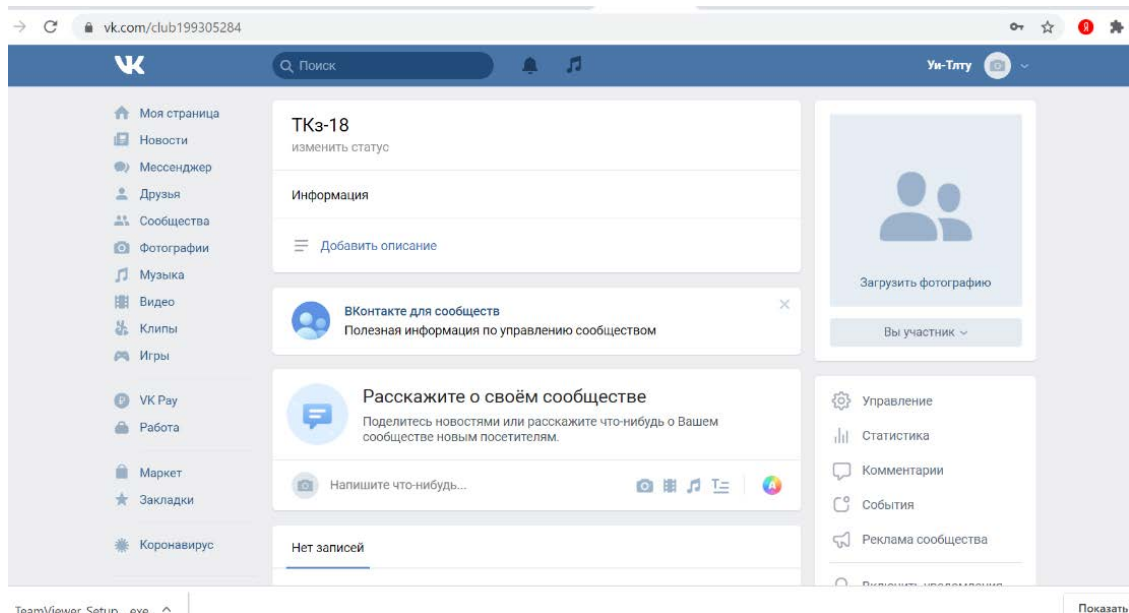 vk.com/club199305284
Я
Поиск
Уи-Тлту
Моя страница
Новости
Мессенджер
Друзья
Сообщества
Фотографии
Музыка
Видео
Клипы
Игры
VK Pay
Работа
Маркет
Закладки
Коронавирус
ТКз-18
изменить статус
Информация
Добавить описание
ВКонтакте для сообществ
Полезная информация по управлению сообществом
Расскажите о своём сообществе
Поделитесь новостями или расскажите что-нибудь о Вашем
сообществе новым посетителям.
Напишите что-нибудь...
Нет записей
Загрузить фотографию
Вы участник
Управление
Статистика
Комментарии
События
Реклама сообщества
Включить уведомления
TeamViewer_Setup_.exe
Показать